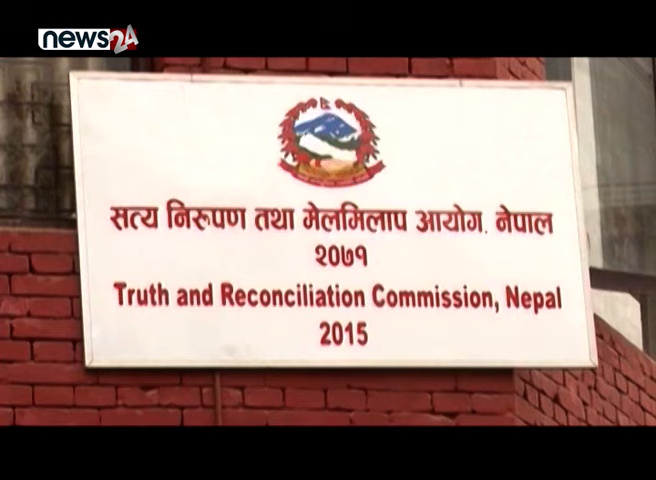 news24
सत्य निरुपण तथा मेलमिलाप आयोग. नेपाल
२०७१
Truth and Reconciliation Commission, Nepal
2015